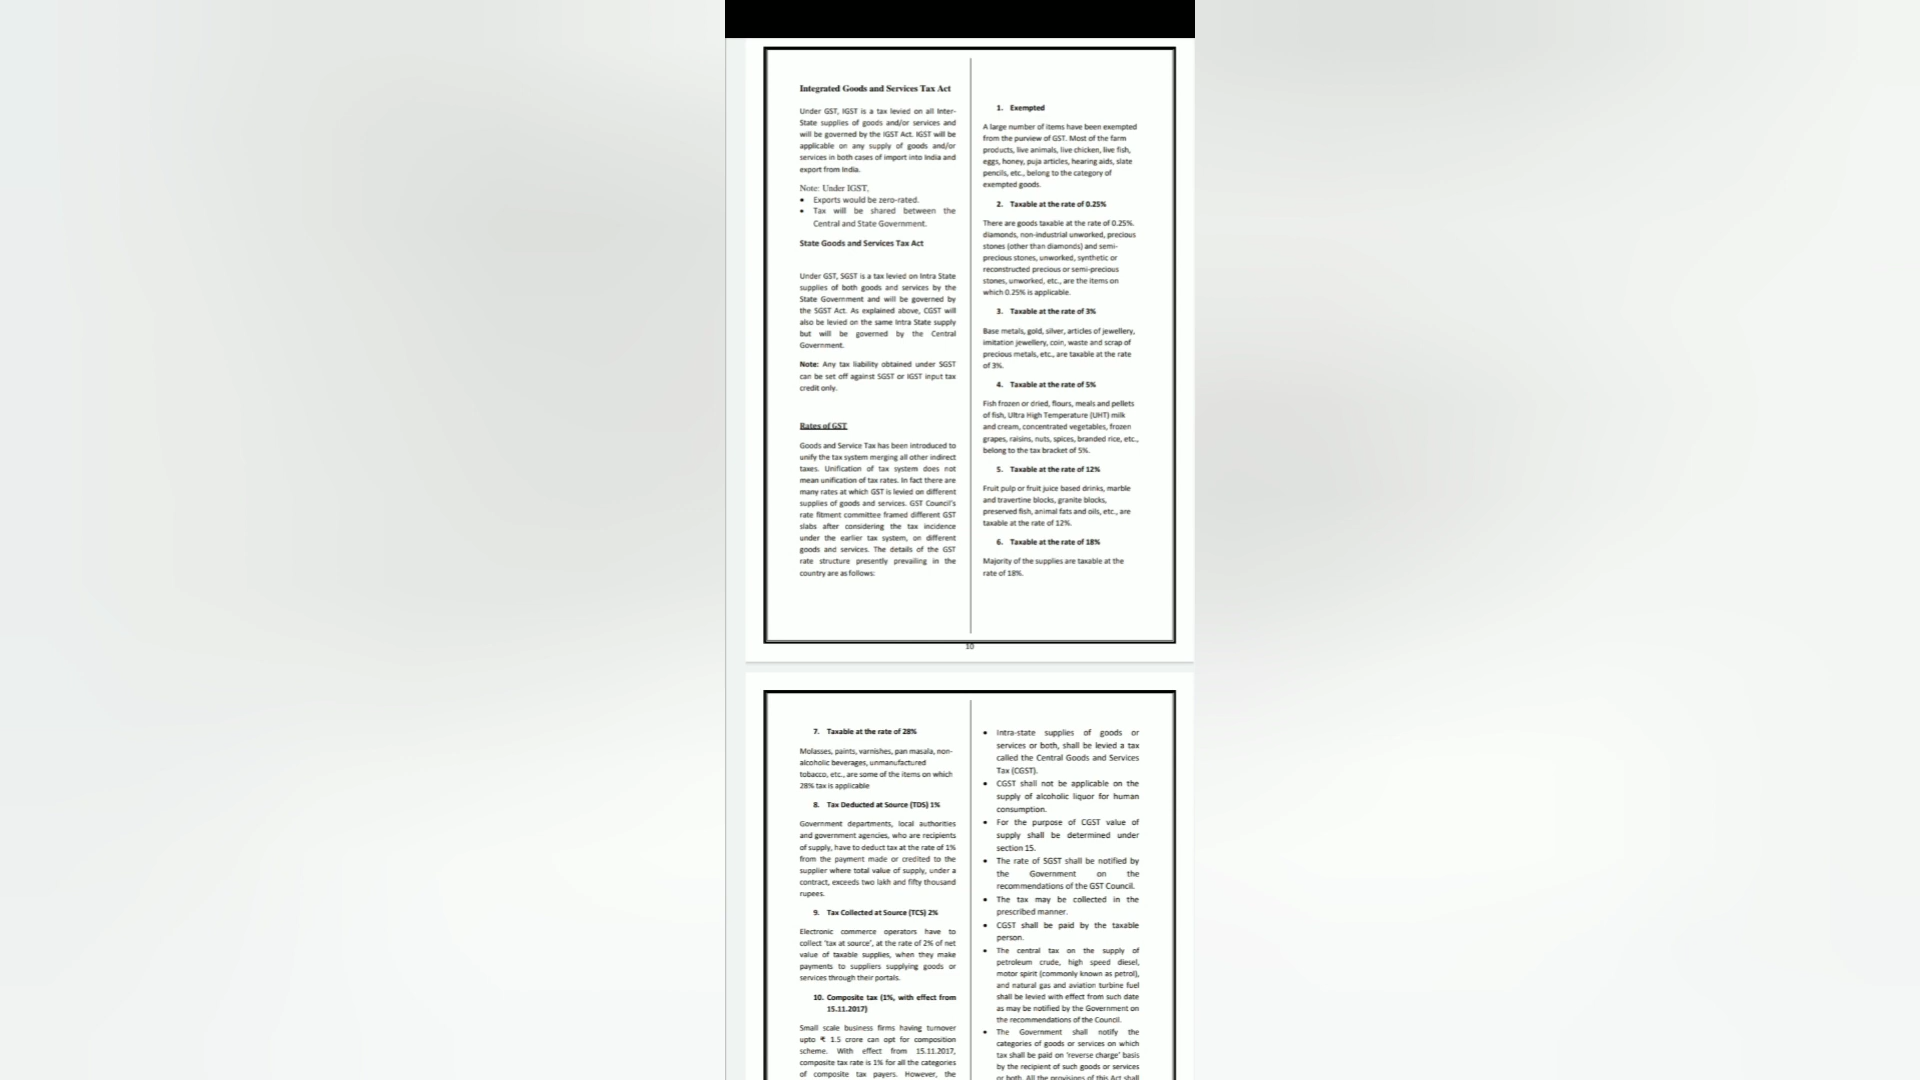 Integrated Goods and Services Tax Act
Under GST, IGST is a tax levied on all Inter-
State supplies of goods and/or services and
will be governed by the IGST Act. IGST will be
applicable on any supply of goods and/or
services in both cases of import into India and
export from India.
Note: Under IGST,
• Exports would be zero-rated.
• Tax will be shared between the
Central and State Government.
State Goods and Services Tax Act
Under GST, SGST is a tax levied on Intra State
supplies of both goods and services by the
State Government and will be governed by
the SGST Act. As explained above, CGST will
also be levied on the same Intra State supply
but will be governed by the Central
Government.
Note: Any tax liability obtained under SGST
can be set off against SGST or IGST input tax
credit only.
Rates of GST
Goods and Service Tax has been introduced to
unify the tax system merging all other indirect
taxes. Unification of tax system does not
mean unification of tax rates. In fact there are
many rates at which GST is levied on different
supplies of goods and services. GST Council's
rate fitment committee framed different GST
slabs after considering the tax incidence
under the earlier tax system, on different
goods and services. The details of the GST
rate structure presently prevailing in the
country are as follows:
1. Exempted
A large number of items have been exempted
from the purview of GST. Most of the farm
products, live animals, live chicken, live fish,
eggs, honey, puja articles, hearing aids, slate
pencils, etc., belong to the category of
exempted goods.
2. Taxable at the rate of 0.25%
There are goods taxable at the rate of 0.25%.
diamonds, non-industrial unworked, precious
stones (other than diamonds) and semi-
precious stones, unworked, synthetic or
reconstructed precious or semi-precious
stones, unworked, etc., are the items on
which 0.25% is applicable.
3. Taxable at the rate of 3%
Base metals, gold, silver, articles of jewellery,
imitation jewellery, coin, waste and scrap of
precious metals, etc., are taxable at the rate
of 3%.
4. Taxable at the rate of 5%
Fish frozen or dried, flours, meals and pellets
of fish, Ultra High Temperature (UHT) milk
and cream, concentrated vegetables, frozen
grapes, raisins, nuts, spices, branded rice, etc.,
belong to the tax bracket of 5%.
5. Taxable at the rate of 12%
Fruit pulp or fruit juice based drinks, marble
and travertine blocks, granite blocks,
preserved fish, animal fats and oils, etc., are
taxable at the rate of 12%.
6. Taxable at the rate of 18%
Majority of the supplies are taxable at the
rate of 18%.
10
7. Taxable at the rate of 28%
Molasses, paints, varnishes, pan masala, non-
alcoholic beverages, unmanufactured
tobacco, etc., are some of the items on which
28% tax is applicable
8. Tax Deducted at Source (TDS) 1%
Government departments, local authorities
and government agencies, who are recipients
of supply, have to deduct tax at the rate of 1%
from the payment made or credited to the
supplier where total value of supply, under a
contract, exceeds two lakh and fifty thousand
rupees.
9. Tax Collected at Source (TCS) 2%
Electronic commerce operators have to
collect 'tax at source', at the rate of 2% of net
value of taxable supplies, when they make
payments to suppliers supplying goods or
services through their portals.
10. Composite tax (1%, with effect from
15.11.2017)
Small scale business firms having turnover
upto ₹ 1.5 crore can opt for composition
scheme. With effect from 15.11.2017,
composite tax rate is 1% for all the categories
of composite tax payers. However, the
• Intra-state supplies of goods or
services or both, shall be levied a tax
called the Central Goods and Services
Tax (CGST).
• CGST shall not be applicable on the
supply of alcoholic liquor for human
consumption.
• For the purpose of CGST value of
supply shall be determined under
section 15.
• The rate of SGST shall be notified by
the Government on the
recommendations of the GST Council.
• The tax may be collected in the
prescribed manner.
• CGST shall be paid by the taxable
person.
• The central tax on the supply of
petroleum crude, high speed diesel,
motor spirit (commonly known as petrol),
and natural gas and aviation turbine fuel
shall be levied with effect from such date
as may be notified by the Government on
the recommendations of the Council.
• The Government shall notify the
categories of goods or services on which
tax shall be paid on 'reverse charge' basis
by the recipient of such goods or services
or both. All the provisions of this Act shall